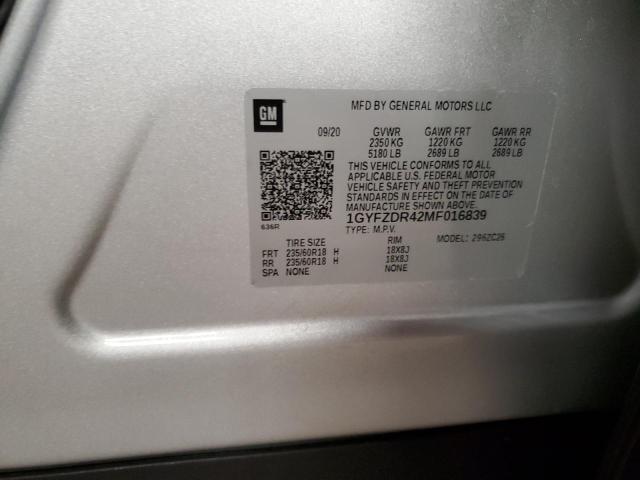 GM
MFD BY GENERAL MOTORS LLC
09/20 GVWR GAWR FRT GAWR RR
2350 KG 1220 KG 1220 KG
5180 LB 2689 LB 2689 LB
THIS VEHICLE CONFORMS TO ALL
APPLICABLE U.S. FEDERAL MOTOR
VEHICLE SAFETY AND THEFT PREVENTION
STANDARDS IN EFFECT ON THE DATE OF
MANUFACTURE SHOWN ABOVE.
1GYFZDR42MF016839
636R TYPE: M.P.V. MODEL: 296ZC26
TIRE SIZE RIM
FRT 235/60R18 H 18X8J
RR 235/60R18 H 18X8J
SPA NONE NONE